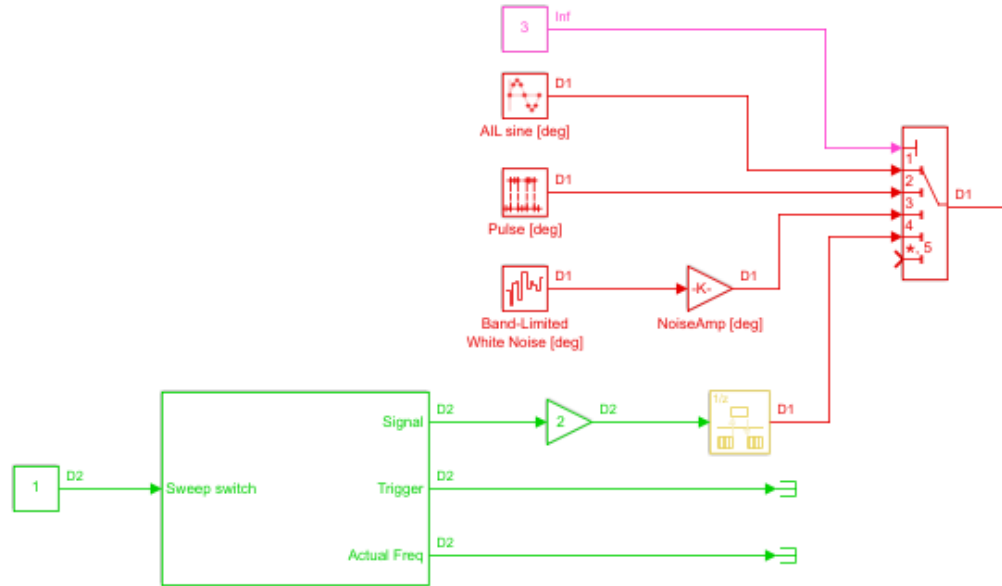 3
Inf
D1
AIL sine [deg]
D1
Pulse [deg]
D1
Band-Limited
White Noise [deg]
-K-
D1
NoiseAmp [deg]
1
2
3
4
*, 5
D1
1
D2
Sweep switch
Signal
D2
2
D2
1/z
D1
Trigger
D2
Actual Freq
D2